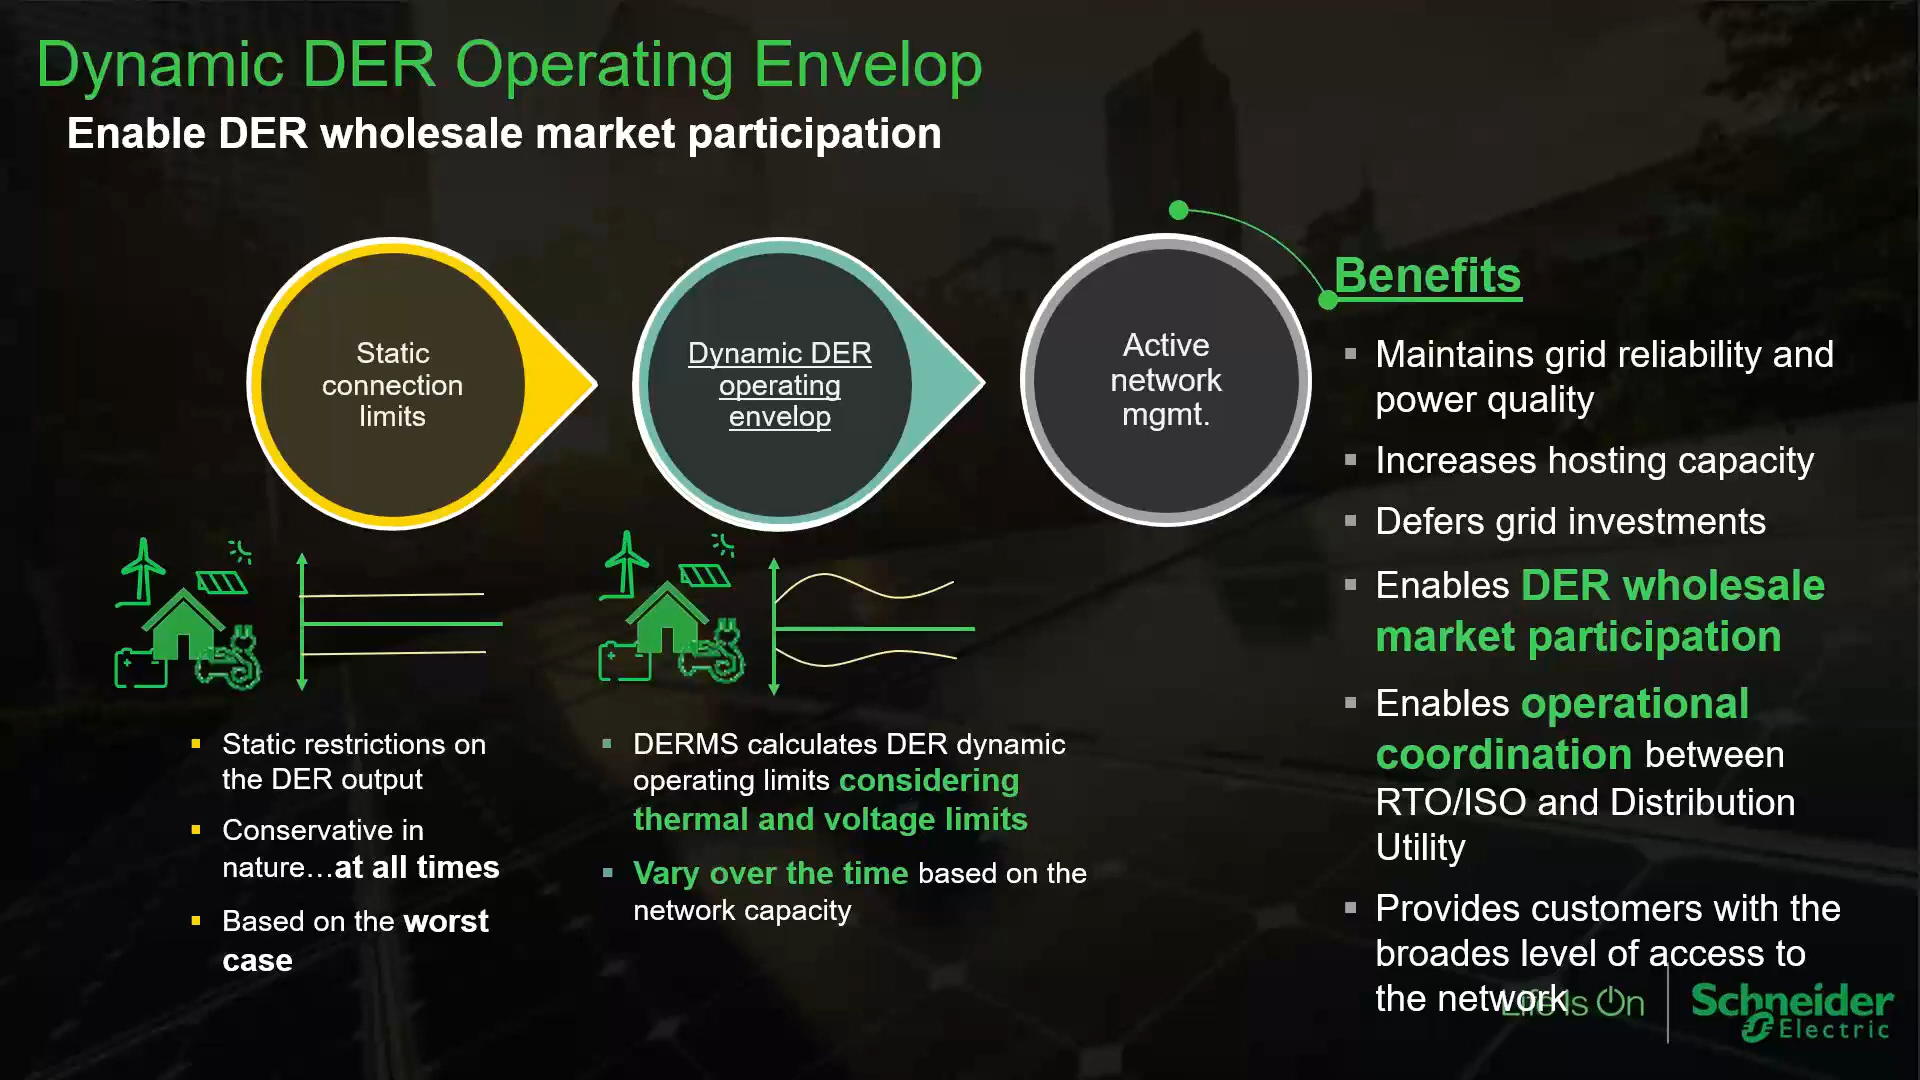 Dynamic DER Operating Envelop
Enable DER wholesale market participation
Static
connection
limits
Dynamic DER
operating
envelop
Active
network
mgmt.
Static restrictions on
the DER output
Conservative in
nature…at all times
Based on the worst
case
DERMS calculates DER dynamic
operating limits considering
thermal and voltage limits
Vary over the time based on the
network capacity
Benefits
Maintains grid reliability and
power quality
Increases hosting capacity
Defers grid investments
Enables DER wholesale
market participation
Enables operational
coordination between
RTO/ISO and Distribution
Utility
Provides customers with the
broades level of access to
the network
Life Is On
Schneider
Electric